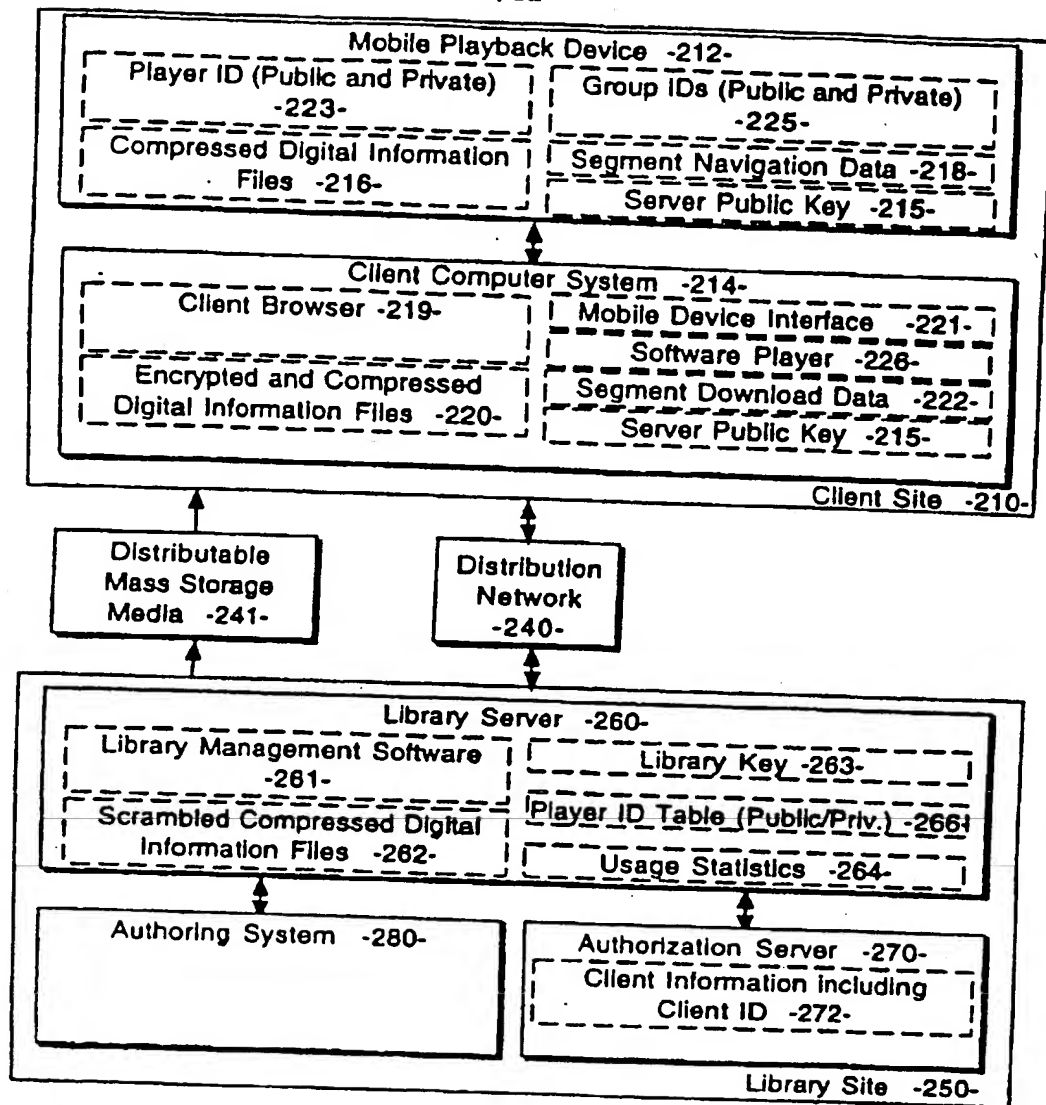 Mobile Playback Device -212-
Player ID (Public and Private)
-223-
Group IDs (Public and Private)
-225-
Compressed Digital Information
Files -216-
Segment Navigation Data -218-
Server Public Key -215-
Client Computer System -214-
Client Browser -219-
Mobile Device Interface -221-
Software Player -226-
Encrypted and Compressed
Digital Information Files -220-
Segment Download Data -222-
Server Public Key -215-
Client Site -210-
Distributable
Mass Storage
Media -241-
Distribution
Network
-240-
Library Server -260-
Library Management Software
-261-
Library Key -263-
Scrambled Compressed Digital
Information Files -262-
Player ID Table (Public/Priv.) -266-
Usage Statistics -264-
Authoring System -280-
Authorization Server -270-
Client Information including
Client ID -272-
Library Site -250-